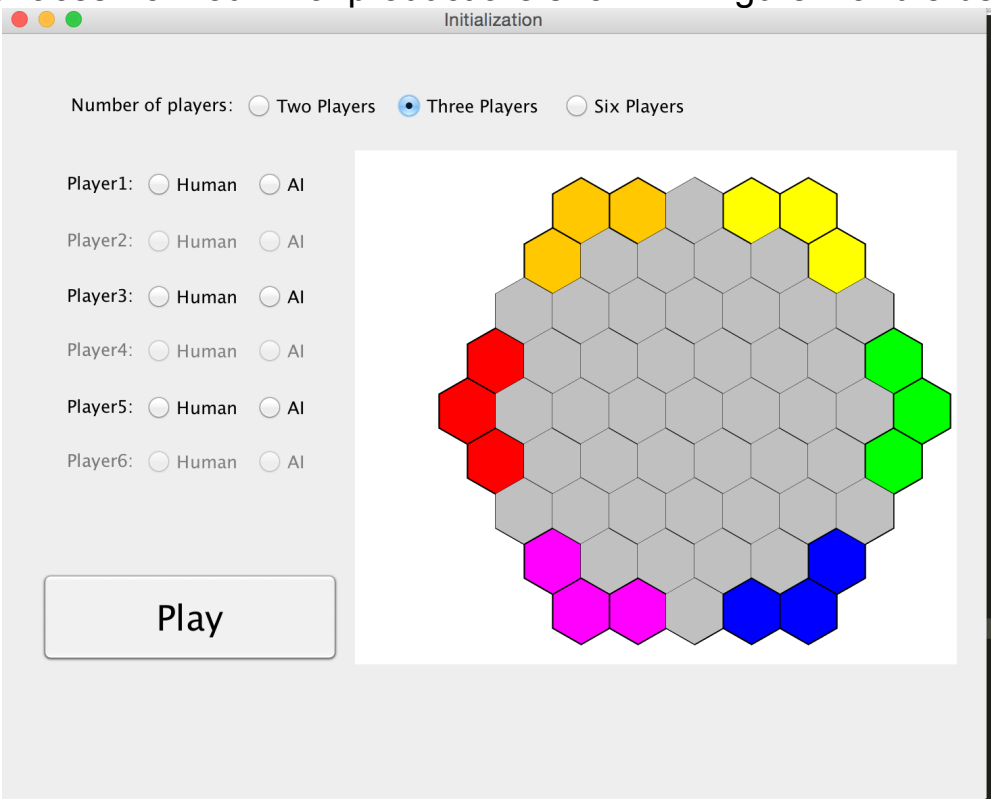 Initialization
Number of players: Two Players Three Players Six Players
Player1: Human AI
Player2: Human AI
Player3: Human AI
Player4: Human AI
Player5: Human AI
Player6: Human AI
Play